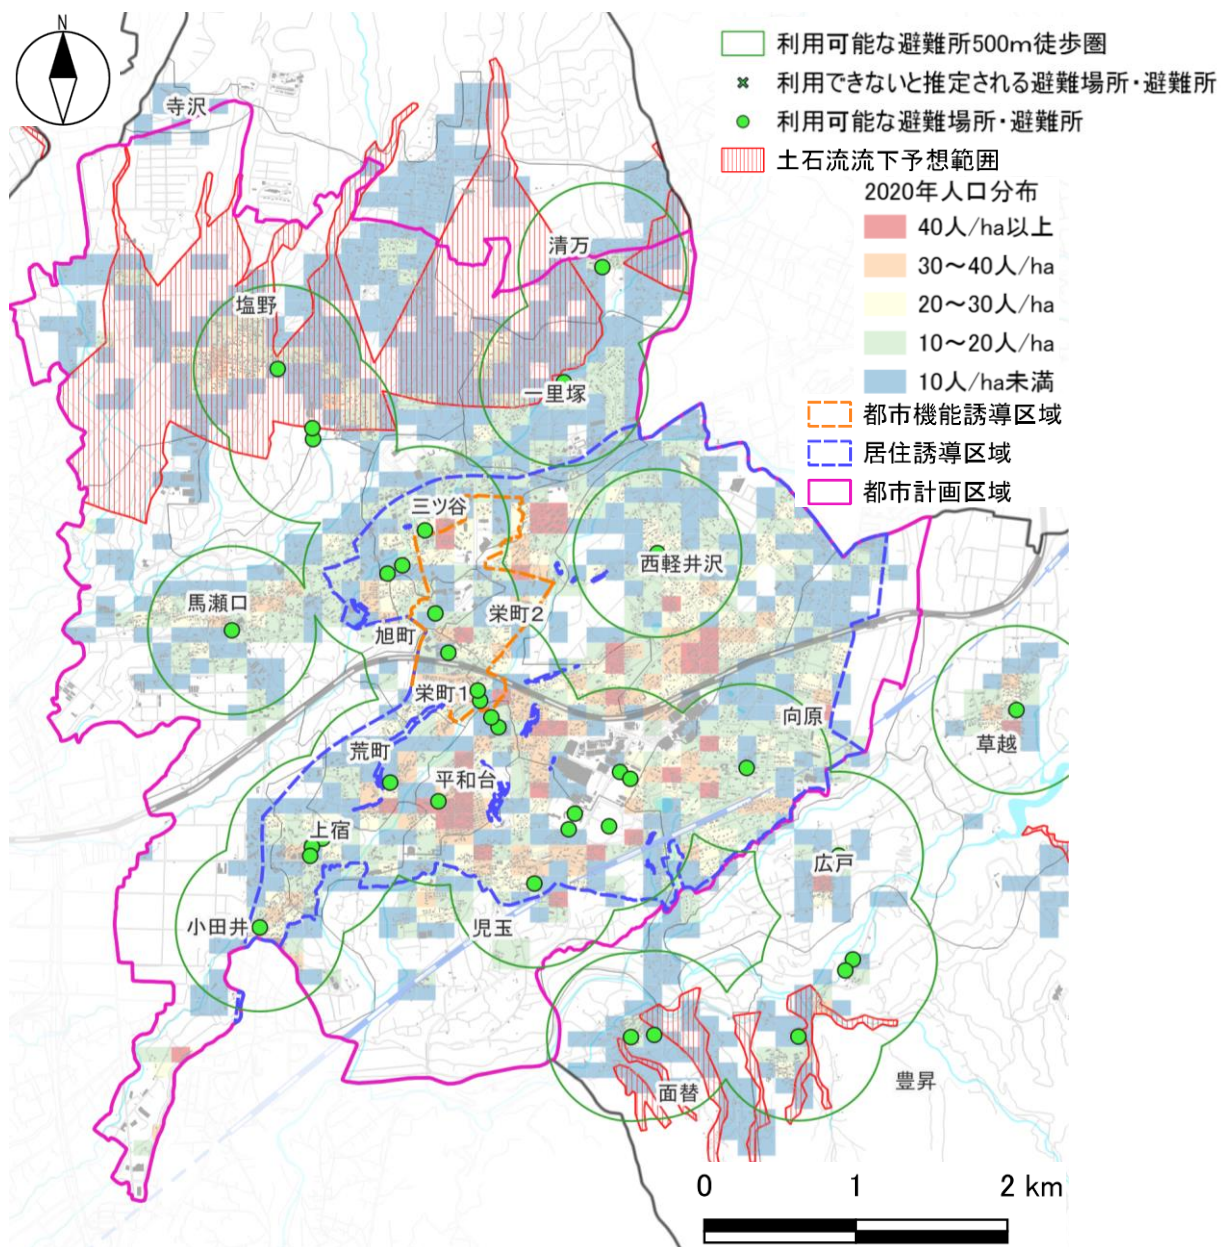 N
利用可能な避難所500m徒歩圏
利用できないと推定される避難場所・避難所
利用可能な避難場所・避難所
土石流流下予想範囲
2020年人口分布
40人/ha以上
30～40人/ha
20～30人/ha
10～20人/ha
10人/ha未満
都市機能誘導区域
居住誘導区域
都市計画区域
寺沢
清万
塩野
一里塚
三ツ谷
西軽井沢
馬瀬口
栄町2
旭町
栄町1
向原
草越
荒町
平和台
上宿
広戸
小田井
児玉
豊昇
面替
0 1 2 km